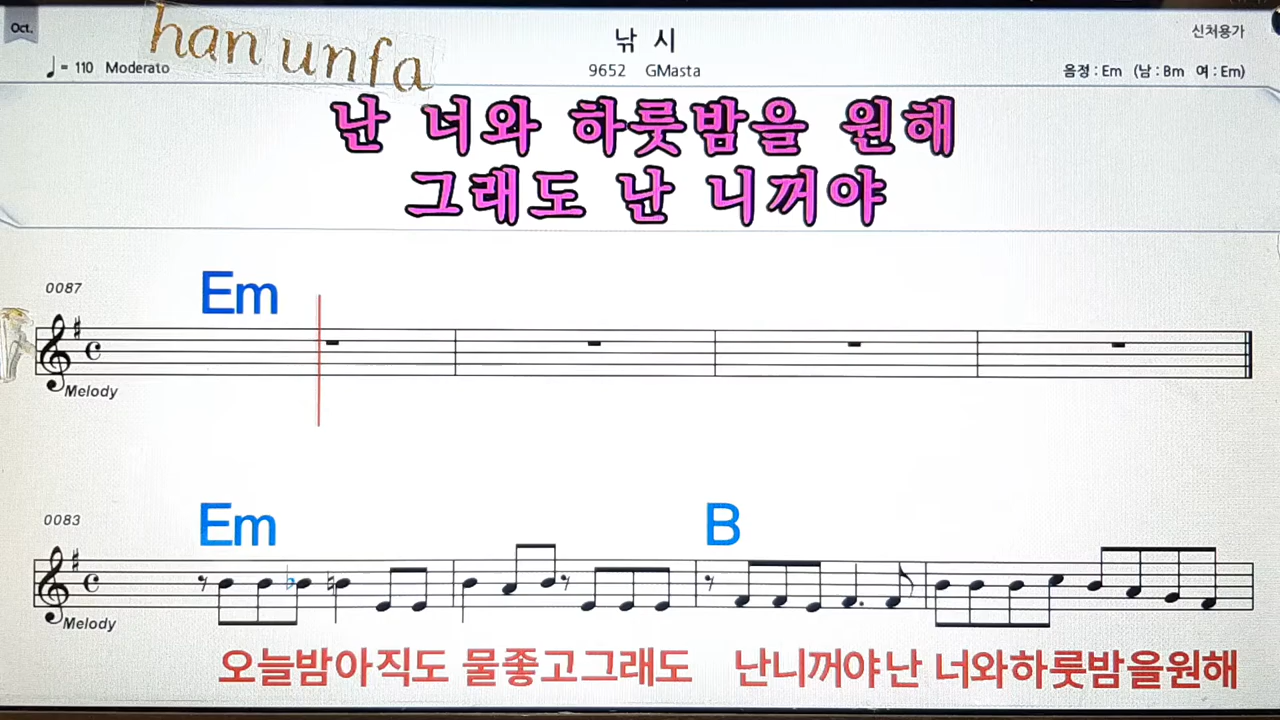 Oct.
han unfa
낚 시
신처용가
♩= 110 Moderato
9652 GMasta
음정 : Em (남 : Bm 여 : Em)
난 너와 하룻밤을 원해
그래도 난 니꺼야
0087
Em
Melody
0083
Em B
Melody
오늘밤아직도 물좋고그래도 난니꺼야난 너와하룻밤을원해